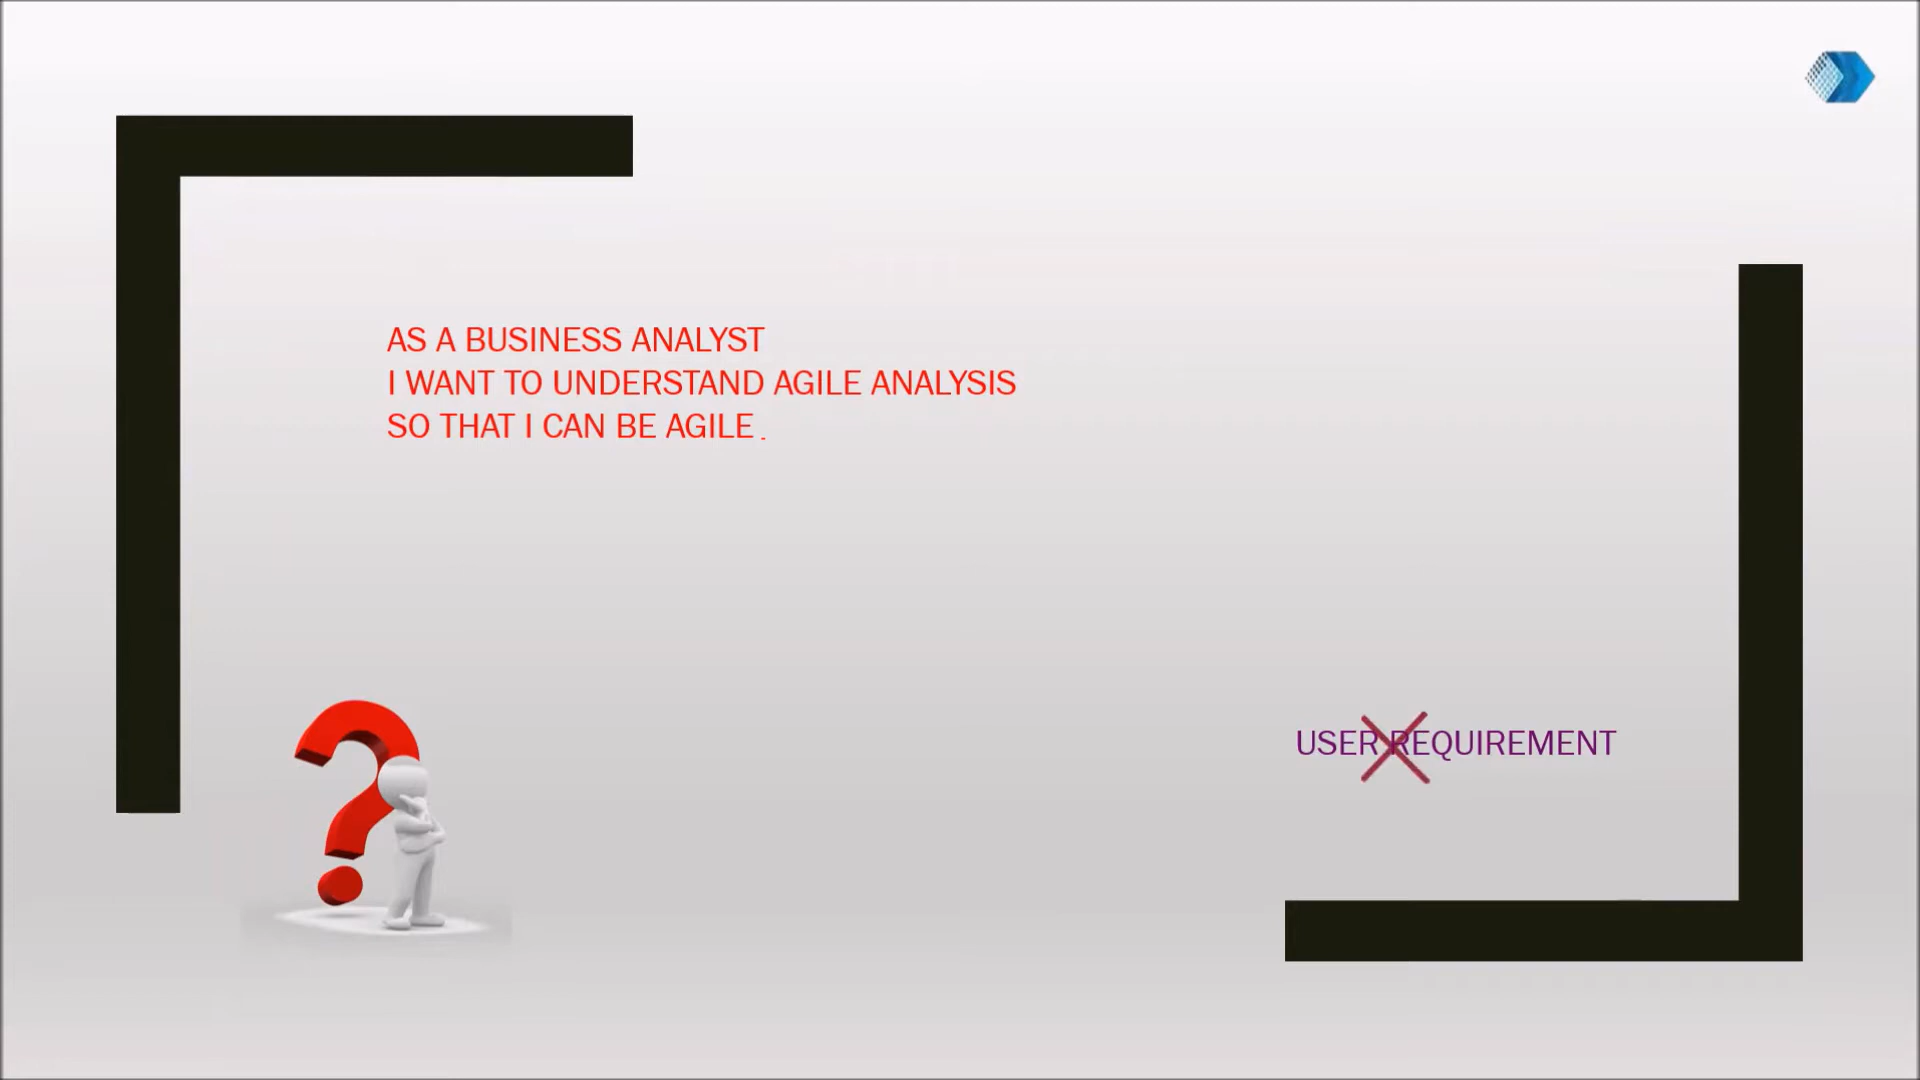 AS A BUSINESS ANALYST
I WANT TO UNDERSTAND AGILE ANALYSIS
SO THAT I CAN BE AGILE .
USER REQUIREMENT